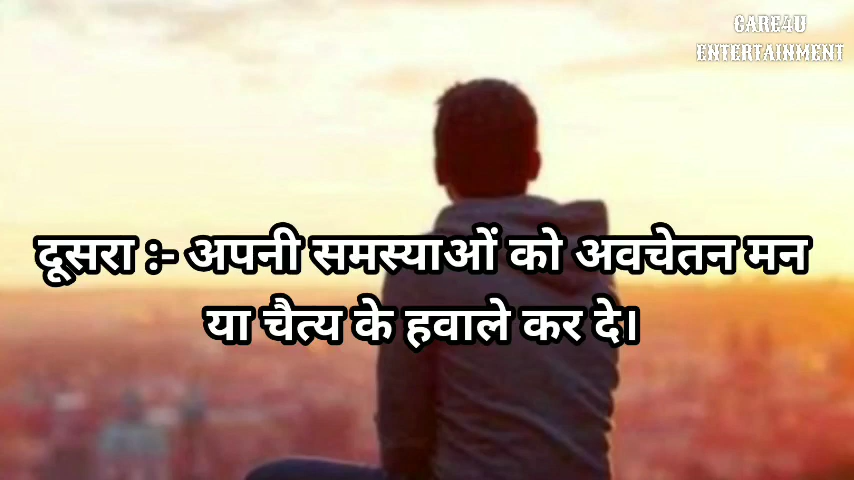 CARE4U
ENTERTAINMENT
दूसरा :- अपनी समस्याओं को अवचेतन मन
या चैत्य के हवाले कर दे।